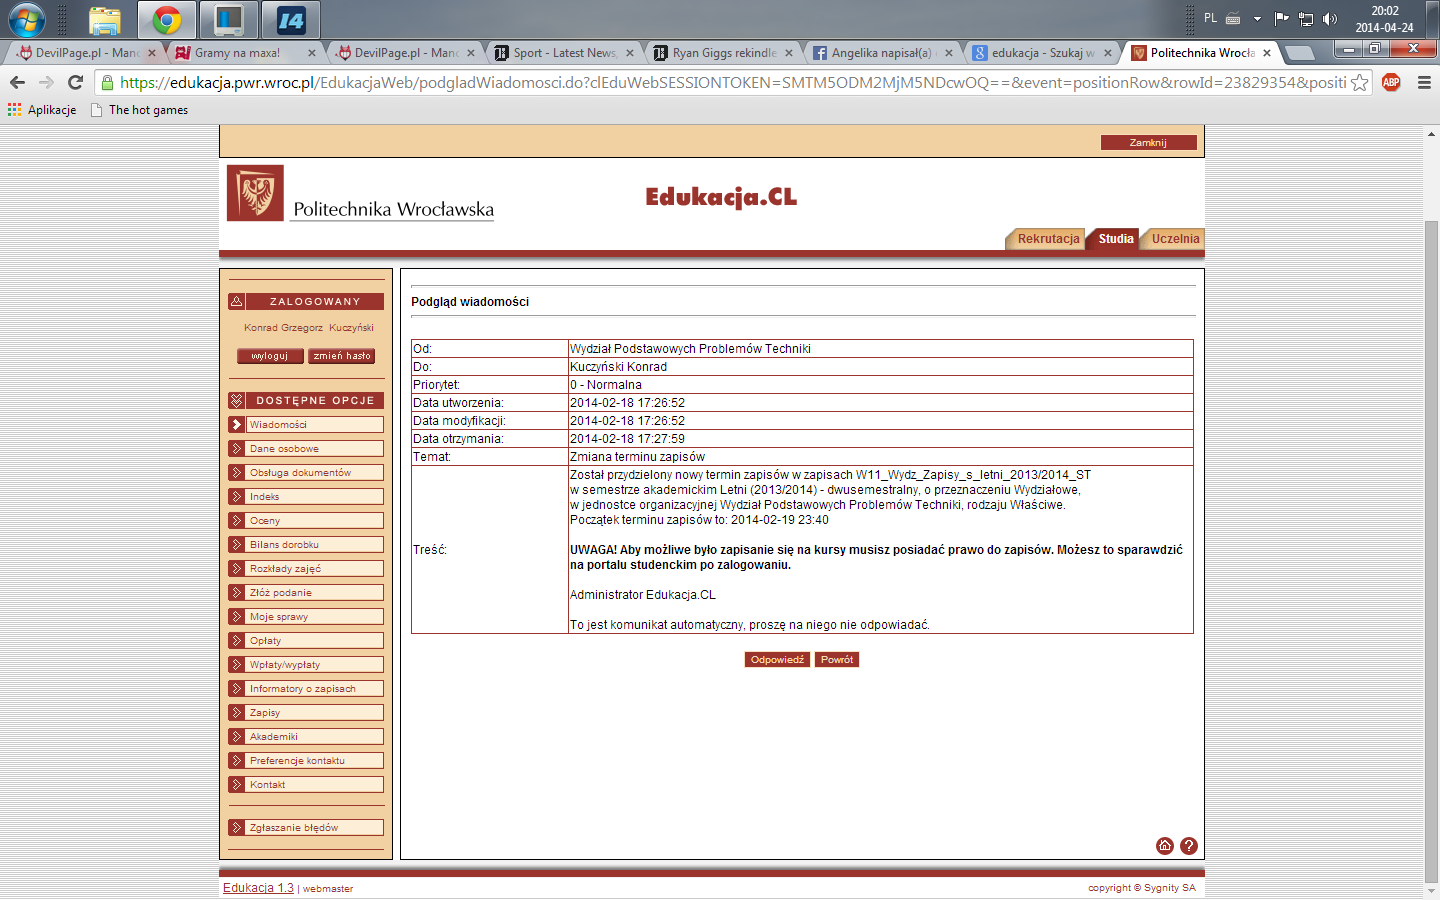 PL
20:02
2014-04-24
DevilPage.pl - Manc
Gramy na maxa!
DevilPage.pl - Manc
Sport - Latest News,
Ryan Giggs rekindle
Angelika napisał(a)
edukacja - Szukaj w
Politechnika Wrocła
https://edukacja.pwr.wroc.pl/EdukacjaWeb/podgladWiadomosci.do?clEduWebSESSIONTOKEN=SMTM5ODM2MjM5NDcwOQ==&event=positionRow&rowId=23829354&positi
ABP
Aplikacje
The hot games
Zamknij
Politechnika Wrocławska
Edukacja.CL
Rekrutacja
Studia
Uczelnia
ZALOGOWANY
Konrad Grzegorz Kuczyński
wyloguj
zmień hasło
DOSTĘPNE OPCJE
Wiadomości
Dane osobowe
Obsługa dokumentów
Indeks
Oceny
Bilans dorobku
Rozkłady zajęć
Złóż podanie
Moje sprawy
Opłaty
Wpłaty/wypłaty
Informatory o zapisach
Zapisy
Akademiki
Preferencje kontaktu
Kontakt
Zgłaszanie błędów
Podgląd wiadomości
Od: Wydział Podstawowych Problemów Techniki
Do: Kuczyński Konrad
Priorytet: 0 - Normalna
Data utworzenia: 2014-02-18 17:26:52
Data modyfikacji: 2014-02-18 17:26:52
Data otrzymania: 2014-02-18 17:27:59
Temat: Zmiana terminu zapisów
Treść:
Został przydzielony nowy termin zapisów w zapisach W11_Wydz_Zapisy_s_letni_2013/2014_ST
w semestrze akademickim Letni (2013/2014) - dwusemestralny, o przeznaczeniu Wydziałowe,
w jednostce organizacyjnej Wydział Podstawowych Problemów Techniki, rodzaju Właściwe.
Początek terminu zapisów to: 2014-02-19 23:40
UWAGA! Aby możliwe było zapisanie się na kursy musisz posiadać prawo do zapisów. Możesz to sparawdzić
na portalu studenckim po zalogowaniu.
Administrator Edukacja.CL
To jest komunikat automatyczny, proszę na niego nie odpowiadać.
Odpowiedź
Powrót
Edukacja 1.3 | webmaster
copyright © Sygnity SA